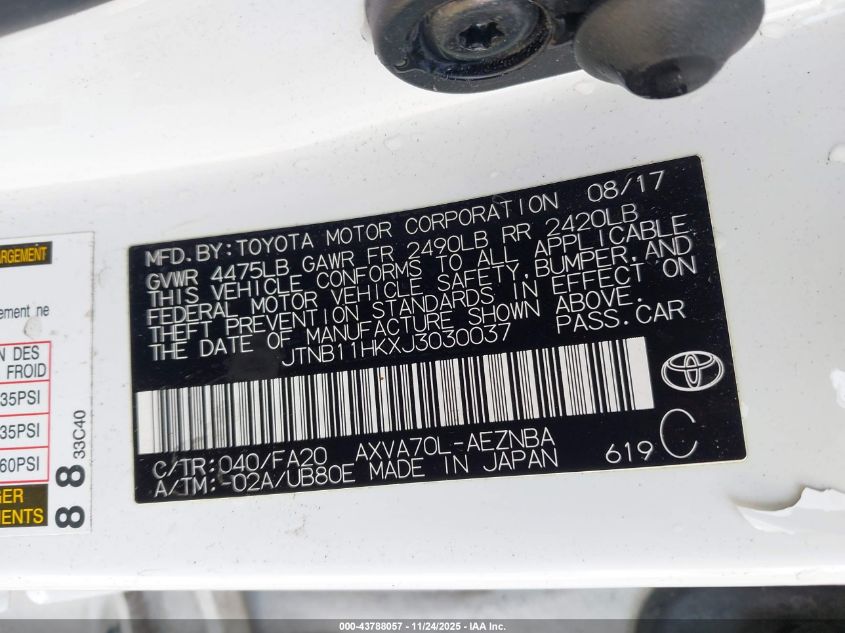 MFD.BY:TOYOTA MOTOR CORPORATION 08/17
GVWR 4475LB GAWR FR 2490LB RR 2420LB
THIS VEHICLE CONFORMS TO ALL APPLICABLE
FEDERAL MOTOR VEHICLE SAFETY,BUMPER,AND
THEFT PREVENTION STANDARDS IN EFFECT ON
THE DATE OF MANUFACTURE SHOWN ABOVE.
JTNB11HKXJ3030037 PASS.CAR
C/TR:040/FA20 AXVA70L-AEZNBA
A/TM:-02A/UB80E MADE IN JAPAN 619 C
ARGEMENT
ement ne
N DES
FROID
35PSI
35PSI
60PSI
GER
MENTS
8 8 33C40
000-43788057 - 11/24/2025 - IAA Inc.